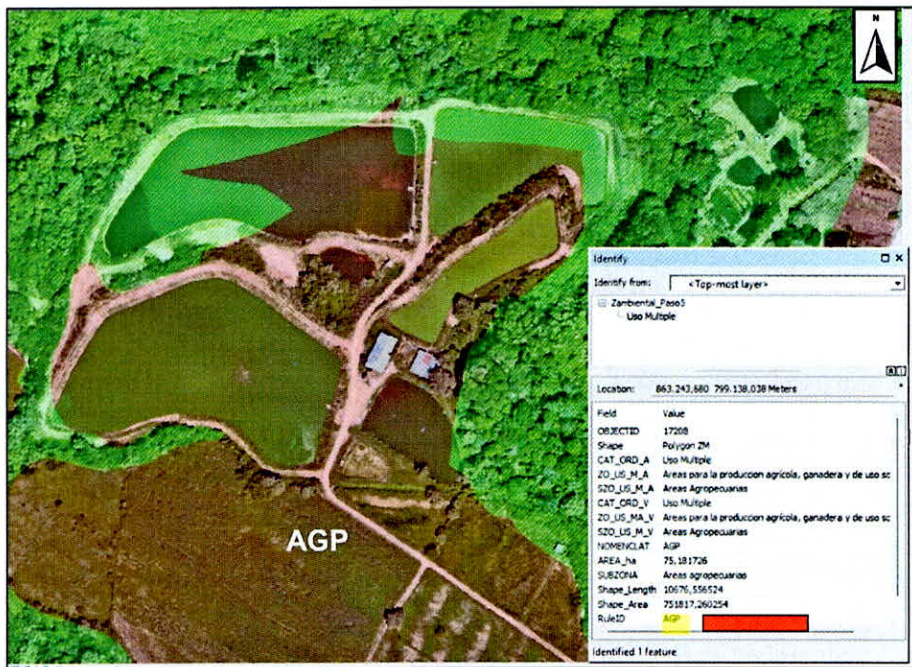 N
AGP
Identify
Identify from: <Top-most layer>
Zambiental_Paso5
Uso Multiple
Location: 863.243,680 799.138,038 Meters
Field Value
OBJECTID 17208
Shape Polygon ZM
CAT_ORD_A Uso Multiple
ZO_US_M_A Areas para la produccion agrícola, ganadera y de uso sc
SZO_US_M_A Areas Agropecuarias
CAT_ORD_V Uso Multiple
ZO_US_MA_V Areas para la produccion agrícola, ganadera y de uso sc
SZO_US_M_V Areas Agropecuarias
NOMENCLAT AGP
AREA_ha 75,181726
SUBZONA Areas agropecuarias
Shape_Length 10676,556524
Shape_Area 751817,260254
RuleID AGP
Identified 1 feature